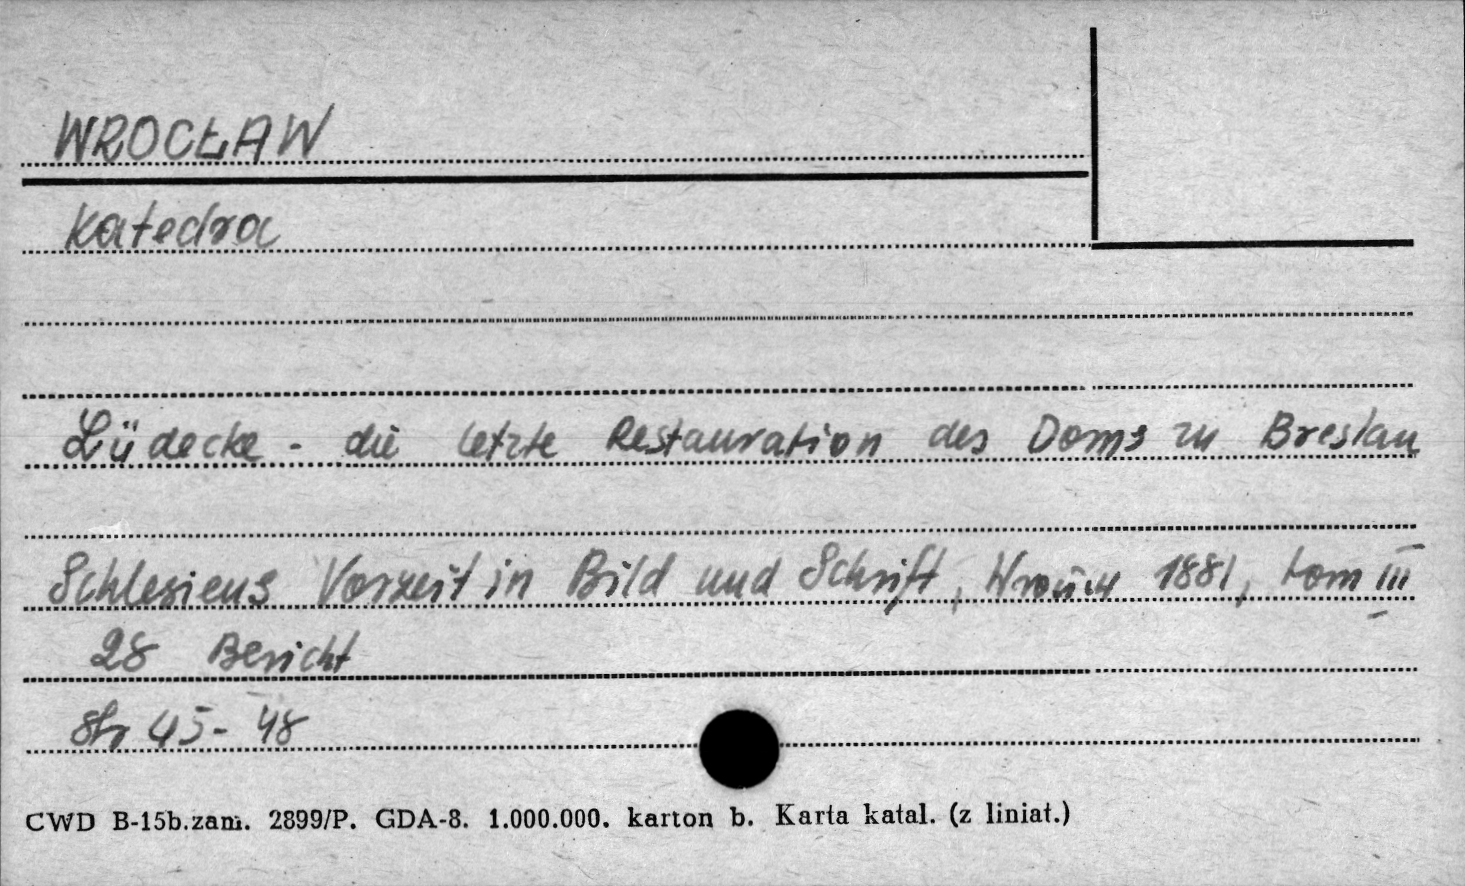 WROCŁAW
Katedra
Lüdecke - die letzte Restauration des Doms zu Breslau
Schlesiens Vorzeit in Bild und Schrift, 1881, tom III
28 Bericht
str 45-48
CWD B-15b.zam. 2899/P. GDA-8. 1.000.000. karton b. Karta katal. (z liniat.)